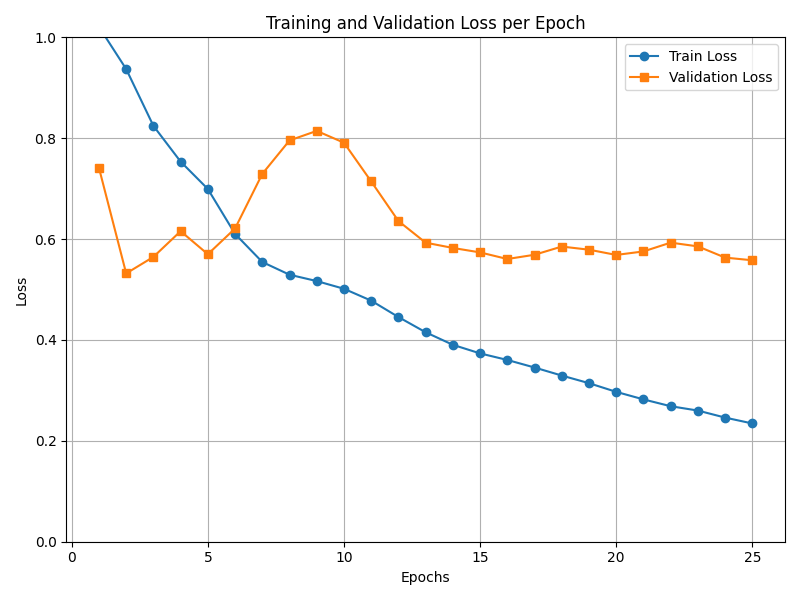 Training and Validation Loss per Epoch
Train Loss
Validation Loss
1.0
0.8
0.6
0.4
0.2
0.0
Loss
0 5 10 15 20 25
Epochs